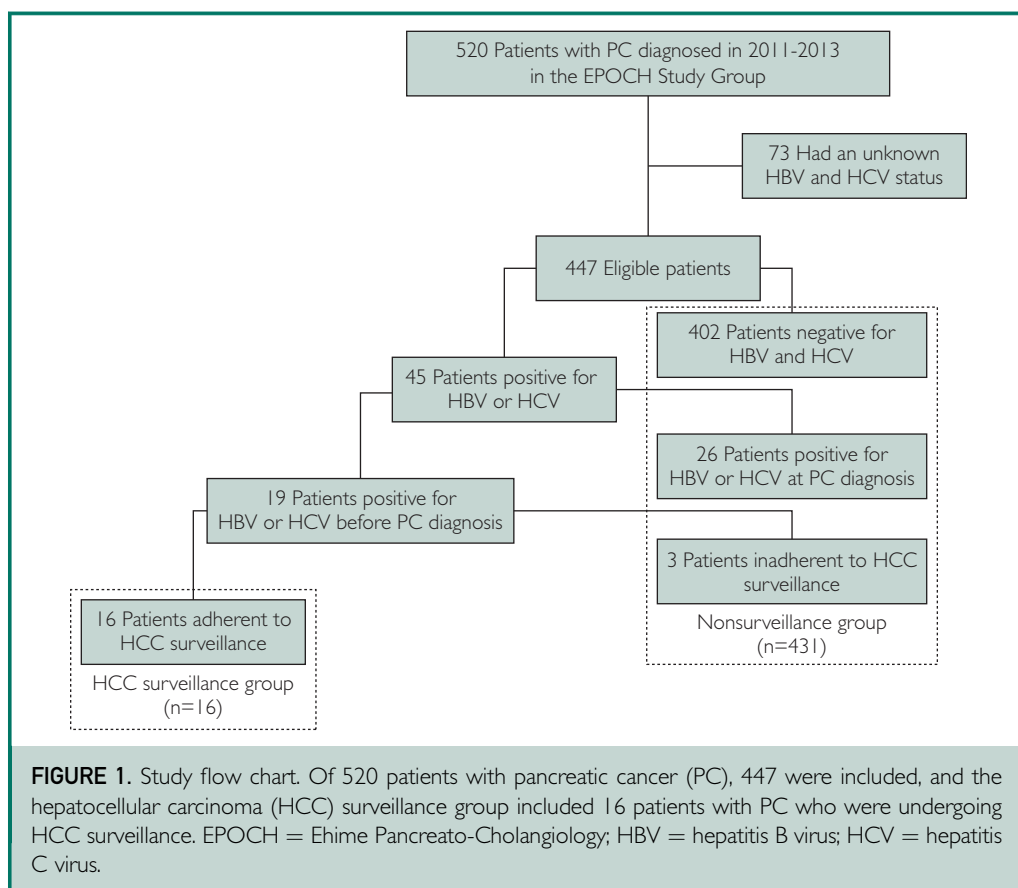 520 Patients with PC diagnosed in 2011-2013
in the EPOCH Study Group
73 Had an unknown
HBV and HCV status
447 Eligible patients
402 Patients negative for
HBV and HCV
45 Patients positive for
HBV or HCV
26 Patients positive for
HBV or HCV at PC diagnosis
19 Patients positive for
HBV or HCV before PC diagnosis
3 Patients inadherent to HCC
surveillance
16 Patients adherent to
HCC surveillance
Nonsurveillance group
(n=431)
HCC surveillance group
(n=16)
FIGURE 1. Study flow chart. Of 520 patients with pancreatic cancer (PC), 447 were included, and the
hepatocellular carcinoma (HCC) surveillance group included 16 patients with PC who were undergoing
HCC surveillance. EPOCH = Ehime Pancreato-Cholangiology; HBV = hepatitis B virus; HCV = hepatitis
C virus.